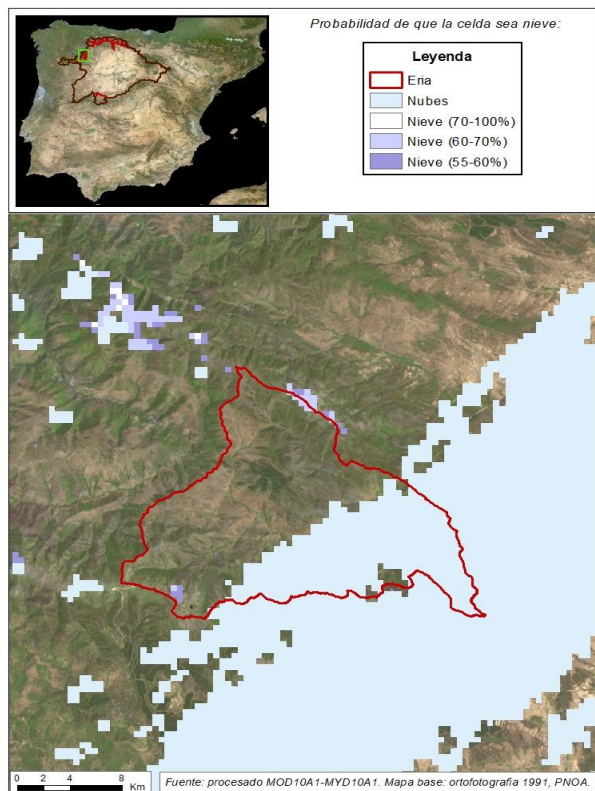 Probabilidad de que la celda sea nieve:
Leyenda
Eria
Nubes
Nieve (70-100%)
Nieve (60-70%)
Nieve (55-60%)
0 2 4 8
Km
Fuente: procesado MOD10A1-MYD10A1. Mapa base: ortofotografia 1991, PNOA.